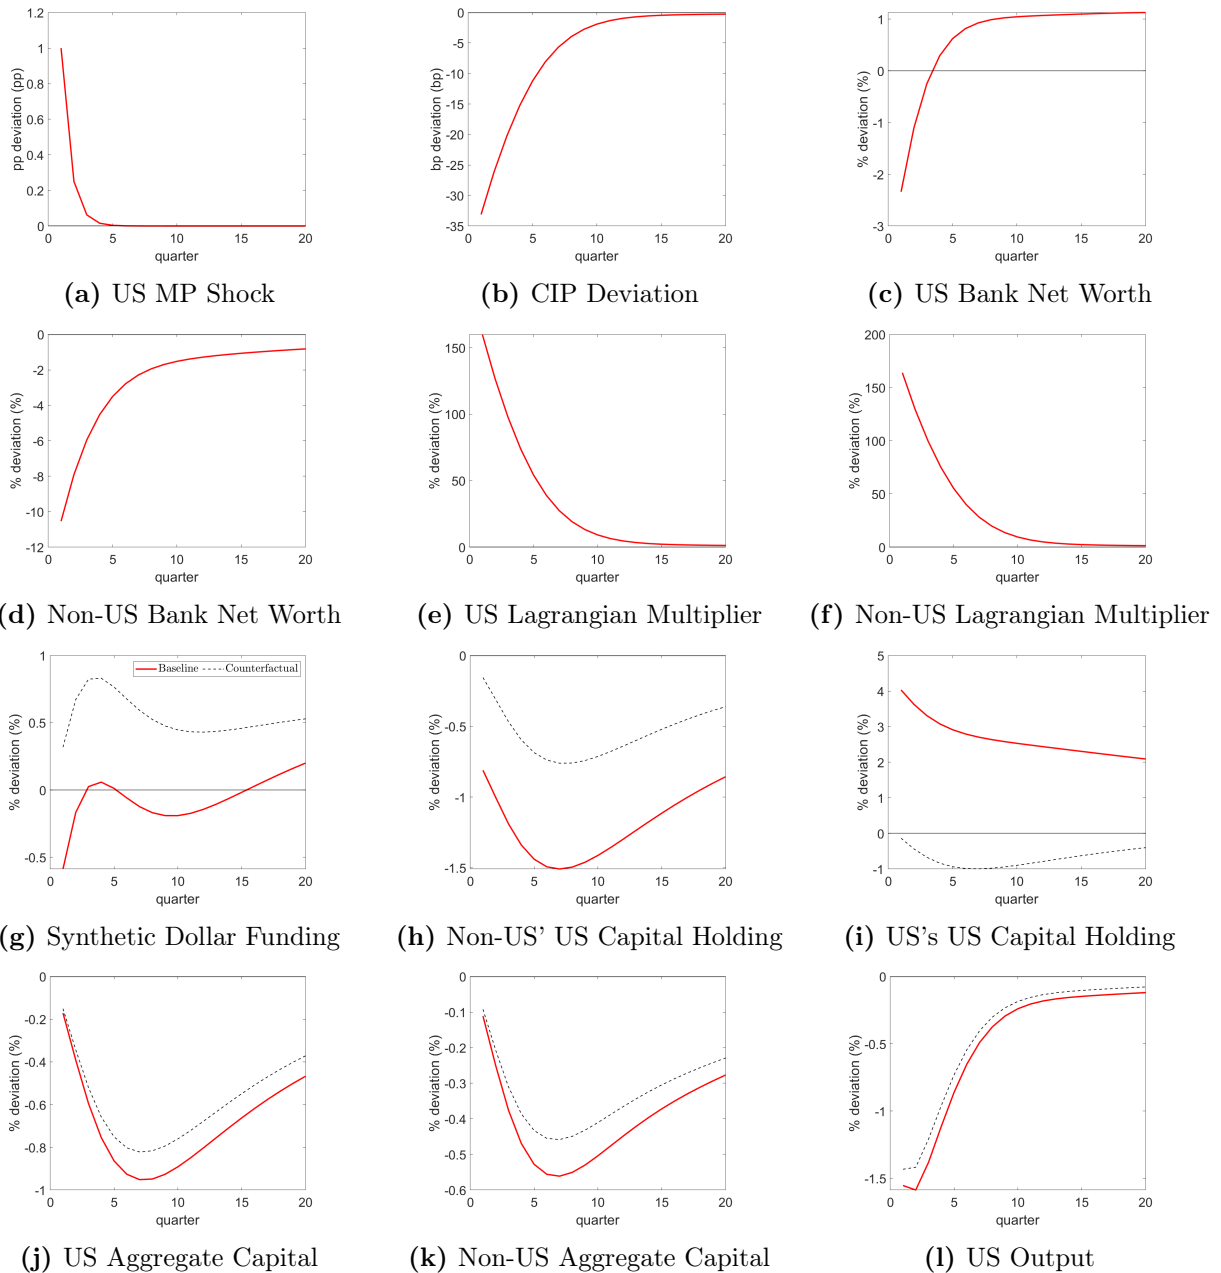 1.2
1
0.8
0.6
0.4
0.2
0
0 5 10 15 20
pp deviation (pp)
quarter
(a) US MP Shock
0
-5
-10
-15
-20
-25
-30
-35
0 5 10 15 20
bp deviation (bp)
quarter
(b) CIP Deviation
1
0
-1
-2
-3
0 5 10 15 20
% deviation (%)
quarter
(c) US Bank Net Worth
0
-2
-4
-6
-8
-10
-12
0 5 10 15 20
% deviation (%)
quarter
(d) Non-US Bank Net Worth
150
100
50
0
0 5 10 15 20
% deviation (%)
quarter
(e) US Lagrangian Multiplier
200
150
100
50
0
0 5 10 15 20
% deviation (%)
quarter
(f) Non-US Lagrangian Multiplier
1
0.5
0
-0.5
0 5 10 15 20
% deviation (%)
Baseline Counterfactual
quarter
(g) Synthetic Dollar Funding
0
-0.5
-1
-1.5
0 5 10 15 20
% deviation (%)
quarter
(h) Non-US' US Capital Holding
5
4
3
2
1
0
-1
0 5 10 15 20
% deviation (%)
quarter
(i) US's US Capital Holding
0
-0.2
-0.4
-0.6
-0.8
-1
0 5 10 15 20
% deviation (%)
quarter
(j) US Aggregate Capital
0
-0.1
-0.2
-0.3
-0.4
-0.5
-0.6
0 5 10 15 20
% deviation (%)
quarter
(k) Non-US Aggregate Capital
0
-0.5
-1
-1.5
0 5 10 15 20
% deviation (%)
quarter
(l) US Output